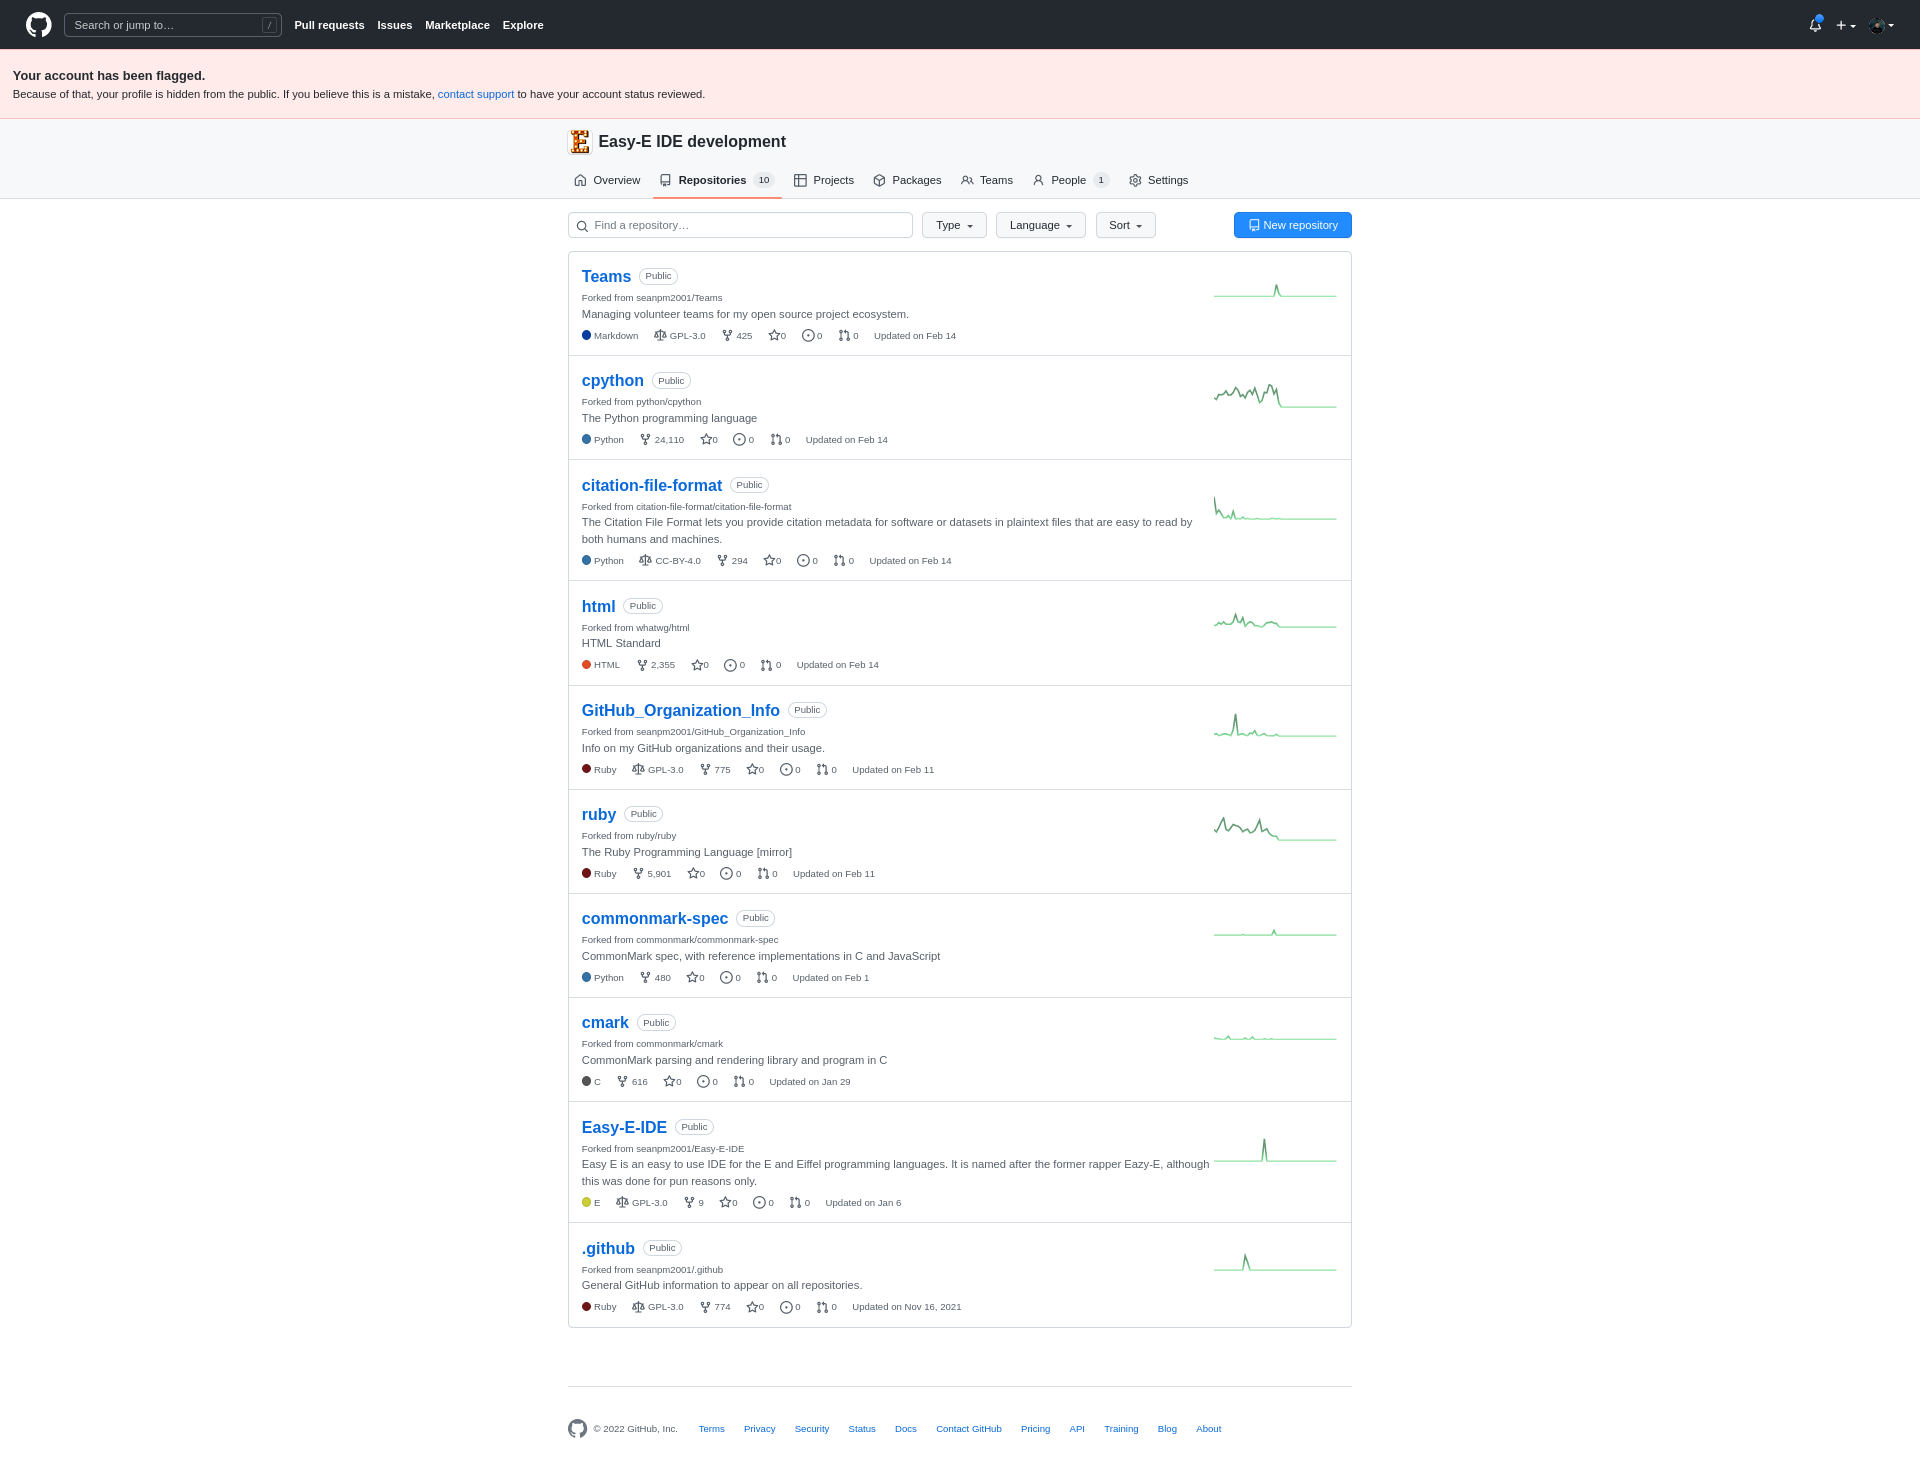 Search or jump to… /
Pull requests Issues Marketplace Explore
Your account has been flagged.
Because of that, your profile is hidden from the public. If you believe this is a mistake, contact support to have your account status reviewed.
E Easy-E IDE development
Overview Repositories 10 Projects Packages Teams People 1 Settings
Find a repository… Type Language Sort New repository
Teams Public
Forked from seanpm2001/Teams
Managing volunteer teams for my open source project ecosystem.
Markdown GPL-3.0 425 0 0 0 Updated on Feb 14
cpython Public
Forked from python/cpython
The Python programming language
Python 24,110 0 0 0 Updated on Feb 14
citation-file-format Public
Forked from citation-file-format/citation-file-format
The Citation File Format lets you provide citation metadata for software or datasets in plaintext files that are easy to read by
both humans and machines.
Python CC-BY-4.0 294 0 0 0 Updated on Feb 14
html Public
Forked from whatwg/html
HTML Standard
HTML 2,355 0 0 0 Updated on Feb 14
GitHub_Organization_Info Public
Forked from seanpm2001/GitHub_Organization_Info
Info on my GitHub organizations and their usage.
Ruby GPL-3.0 775 0 0 0 Updated on Feb 11
ruby Public
Forked from ruby/ruby
The Ruby Programming Language [mirror]
Ruby 5,901 0 0 0 Updated on Feb 11
commonmark-spec Public
Forked from commonmark/commonmark-spec
CommonMark spec, with reference implementations in C and JavaScript
Python 480 0 0 0 Updated on Feb 1
cmark Public
Forked from commonmark/cmark
CommonMark parsing and rendering library and program in C
C 616 0 0 0 Updated on Jan 29
Easy-E-IDE Public
Forked from seanpm2001/Easy-E-IDE
Easy E is an easy to use IDE for the E and Eiffel programming languages. It is named after the former rapper Eazy-E, although
this was done for pun reasons only.
E GPL-3.0 9 0 0 0 Updated on Jan 6
.github Public
Forked from seanpm2001/.github
General GitHub information to appear on all repositories.
Ruby GPL-3.0 774 0 0 0 Updated on Nov 16, 2021
© 2022 GitHub, Inc. Terms Privacy Security Status Docs Contact GitHub Pricing API Training Blog About